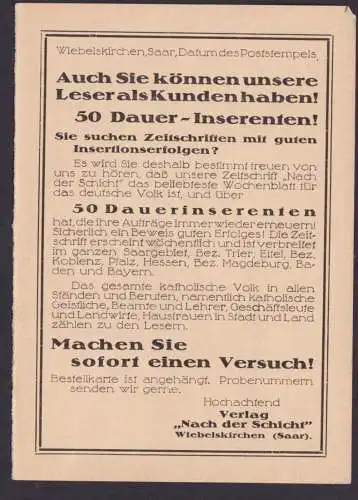 Wiebelskirchen, Saar, Datum des Poststempels.
Auch Sie können unsere
Leser als Kunden haben!
50 Dauer-Inserenten!
Sie suchen Zeitschriften mit guten
Insertionserfolgen?
Es wird Sie deshalb bestimmt freuen von
uns zu hören, daß unsere Zeitschrift „Nach
der Schicht" das beliebteste Wochenblatt für
das deutsche Volk ist, und über
50 Dauerinserenten
hat, die ihre Aufträge immer wieder erneuern!
Sicherlich ein Beweis guten Erfolges! Die Zeit-
schrift erscheint wöchentlich und ist verbreitet
im ganzen Saargebiet, Bez. Trier, Eifel, Bez.
Koblenz, Pfalz, Hessen, Bez. Magdeburg, Ba-
den und Bayern.
Das gesamte katholische Volk in allen
Ständen und Berufen, namentlich katholische
Geistliche, Beamte und Lehrer, Geschäftsleute
und Landwirte, Hausfrauen in Stadt und Land
zählen zu den Lesern.
Machen Sie
sofort einen Versuch!
Bestellkarte ist angehängt. Probenummern
senden wir gerne.
Hochachtend
Verlag
„Nach der Schicht"
Wiebelskirchen (Saar).